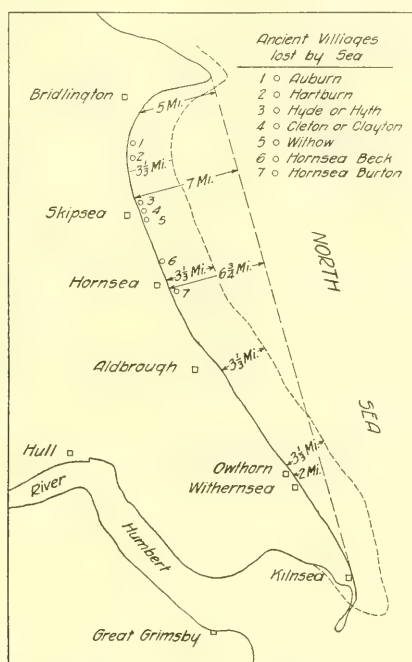 Ancient Villages
lost by Sea
1 ○ Auburn
2 ○ Hartburn
3 ○ Hyde or Hyth
4 ○ Cleton or Clayton
5 ○ Withow
6 ○ Hornsea Beck
7 ○ Hornsea Burton
Bridlington
5 Mi.
1
2
3⅓ Mi.
7 Mi.
3
4
5
Skipsea
NORTH
6
Hornsea
3⅓ Mi.
6¾ Mi.
7
Aldbrough
3⅓ Mi.
SEA
Hull
3⅓ Mi.
Owthorn
2 Mi.
Withernsea
River
Humbert
Kilnsea
Great Grimsby